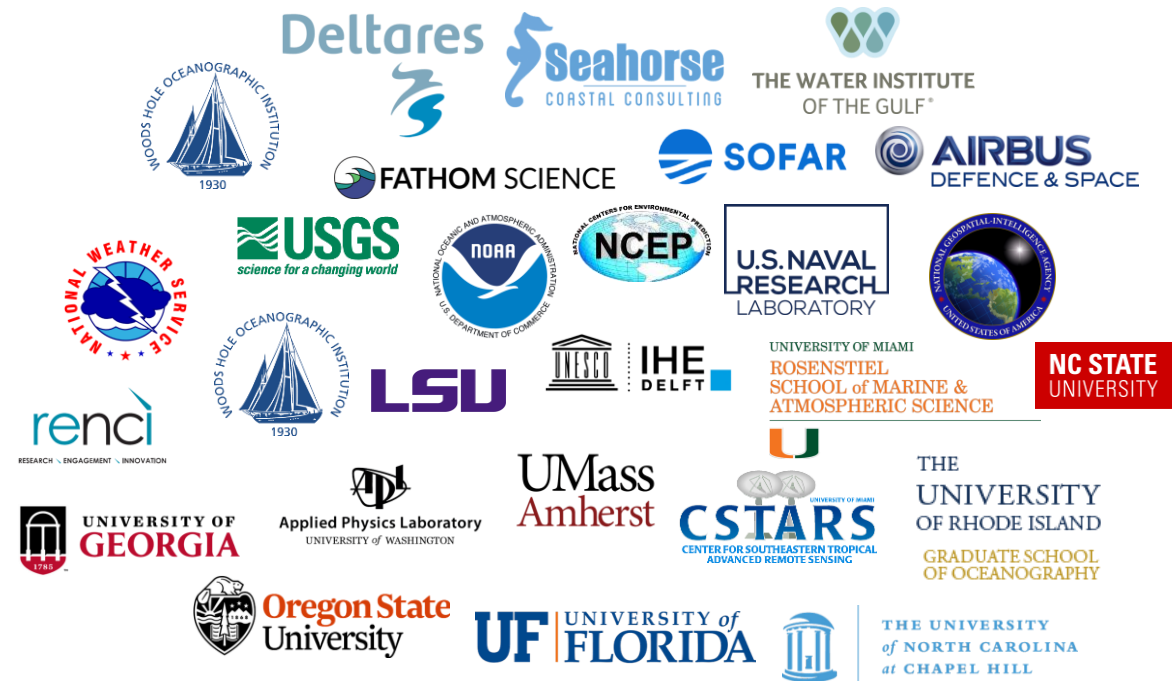 Deltares
Seahorse
COASTAL CONSULTING
THE WATER INSTITUTE
OF THE GULF®
WOODS HOLE OCEANOGRAPHIC INSTITUTION
1930
FATHOM SCIENCE
SOFAR
AIRBUS
DEFENCE & SPACE
NATIONAL WEATHER SERVICE
USGS
science for a changing world
NATIONAL OCEANIC AND ATMOSPHERIC ADMINISTRATION
NOAA
U.S. DEPARTMENT OF COMMERCE
NATIONAL CENTERS FOR ENVIRONMENTAL PREDICTION
NCEP
U.S. NAVAL
RESEARCH
LABORATORY
NATIONAL GEOSPATIAL-INTELLIGENCE AGENCY
UNITED STATES OF AMERICA
WOODS HOLE OCEANOGRAPHIC INSTITUTION
1930
LSU
UNESCO
IHE
DELFT
UNIVERSITY OF MIAMI
ROSENSTIEL
SCHOOL of MARINE &
ATMOSPHERIC SCIENCE
U
NC STATE
UNIVERSITY
renci
RESEARCH \ ENGAGEMENT \ INNOVATION
UNIVERSITY OF
GEORGIA
1785
™
APL
Applied Physics Laboratory
UNIVERSITY of WASHINGTON
UMass
Amherst
UNIVERSITY OF MIAMI
CSTARS
CENTER FOR SOUTHEASTERN TROPICAL
ADVANCED REMOTE SENSING
THE
UNIVERSITY
OF RHODE ISLAND
GRADUATE SCHOOL
OF OCEANOGRAPHY
1868
Oregon State
University
UF
UNIVERSITY of
FLORIDA
THE UNIVERSITY
of NORTH CAROLINA
at CHAPEL HILL